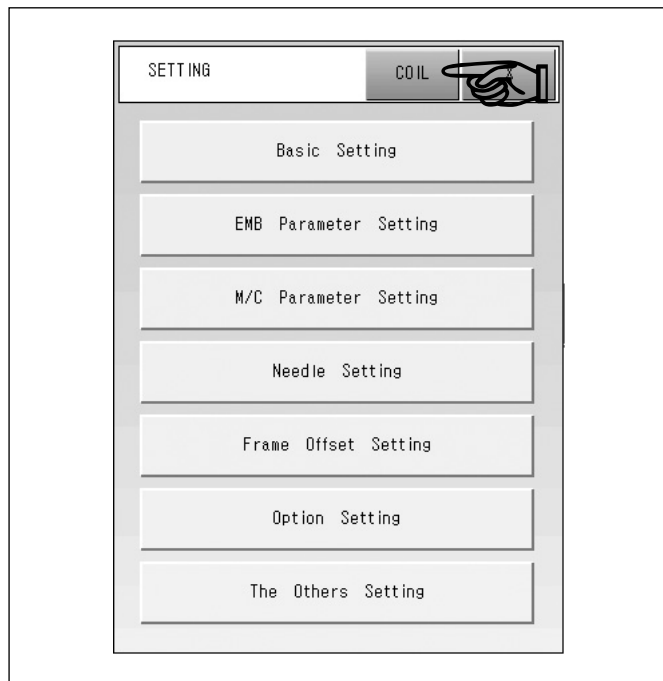 SETTING
COIL
X
Basic Setting
EMB Parameter Setting
M/C Parameter Setting
Needle Setting
Frame Offset Setting
Option Setting
The Others Setting